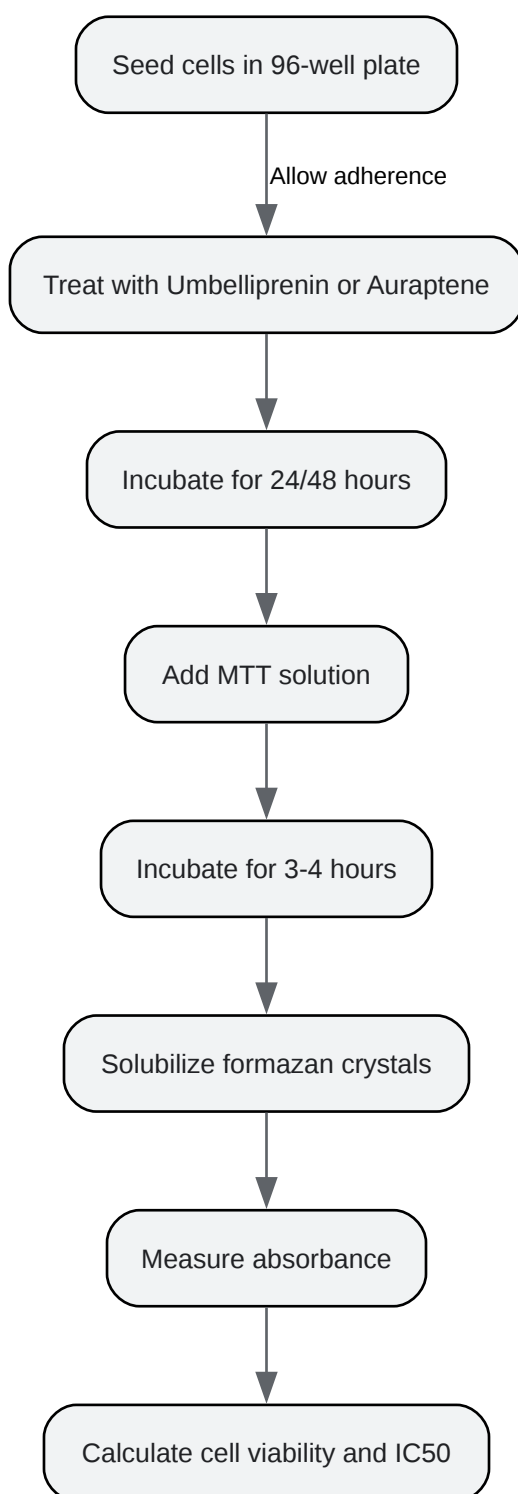 Seed cells in 96-well plate
Allow adherence
Treat with Umbelliprenin or Auraptene
Incubate for 24/48 hours
Add MTT solution
Incubate for 3-4 hours
Solubilize formazan crystals
Measure absorbance
Calculate cell viability and IC50